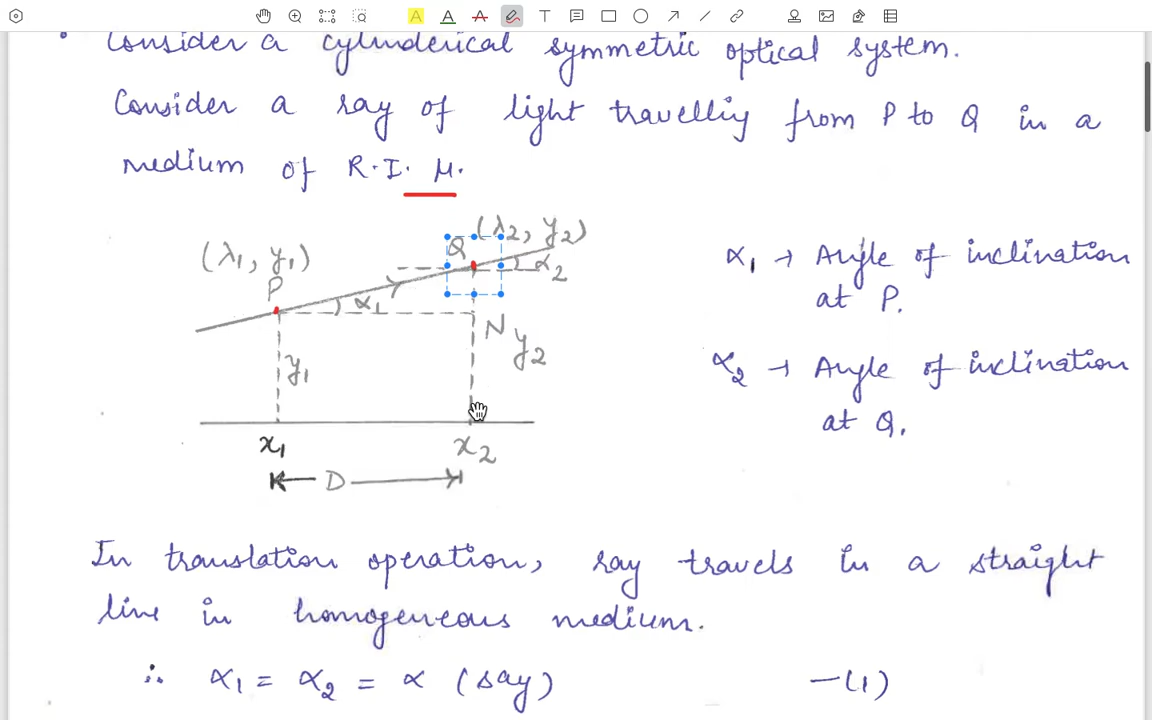 A A A T
Consider a cylinderical symmetric optical system.
Consider a ray of light travelliy from P to Q in a
medium of R.I. μ.
(λ1, y1)
P
Q
(λ2, y2)
α1
α2
N
y1
y2
x1
x2
D
α1 → Angle of inclination
at P.
α2 → Angle of inclination
at Q.
In translation operation, ray travels in a straight
line in homogeneous medium.
∴ α1 = α2 = α (say) —(1)